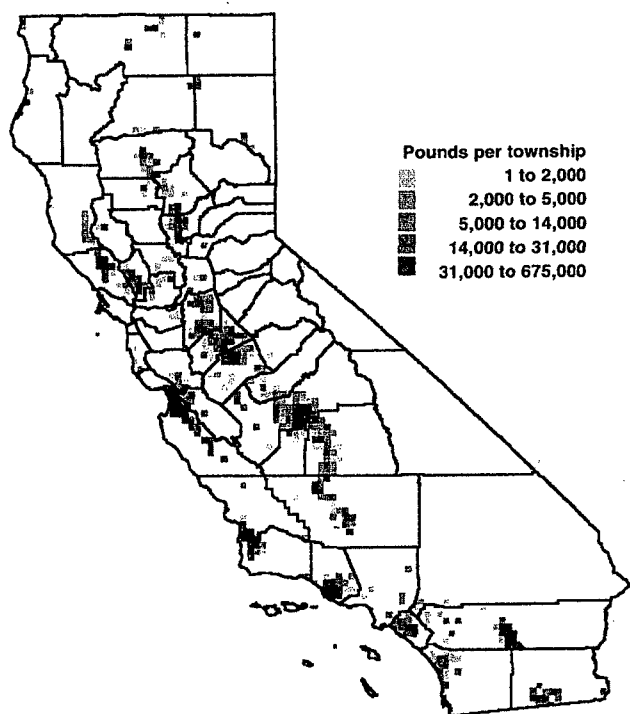 Pounds per township
1 to 2,000
2,000 to 5,000
5,000 to 14,000
14,000 to 31,000
31,000 to 675,000